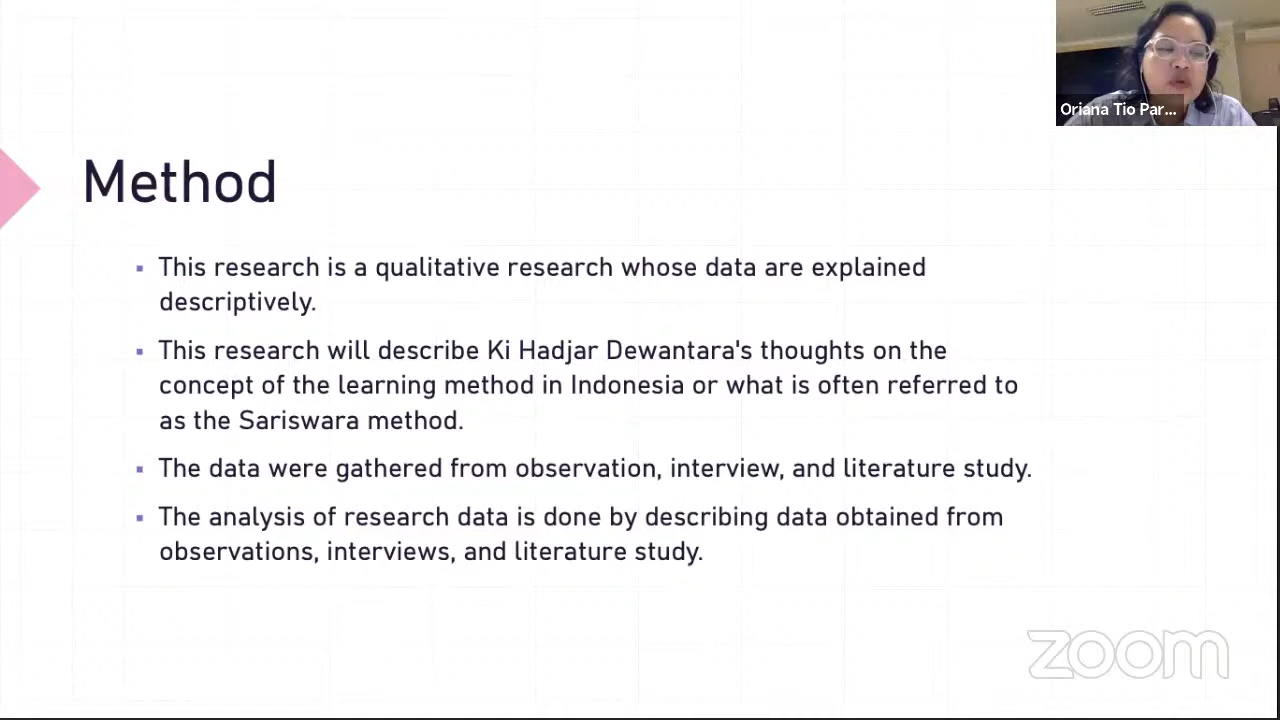 Oriana Tio Par...
Method
▪ This research is a qualitative research whose data are explained
descriptively.
▪ This research will describe Ki Hadjar Dewantara's thoughts on the
concept of the learning method in Indonesia or what is often referred to
as the Sariswara method.
▪ The data were gathered from observation, interview, and literature study.
▪ The analysis of research data is done by describing data obtained from
observations, interviews, and literature study.
zoom